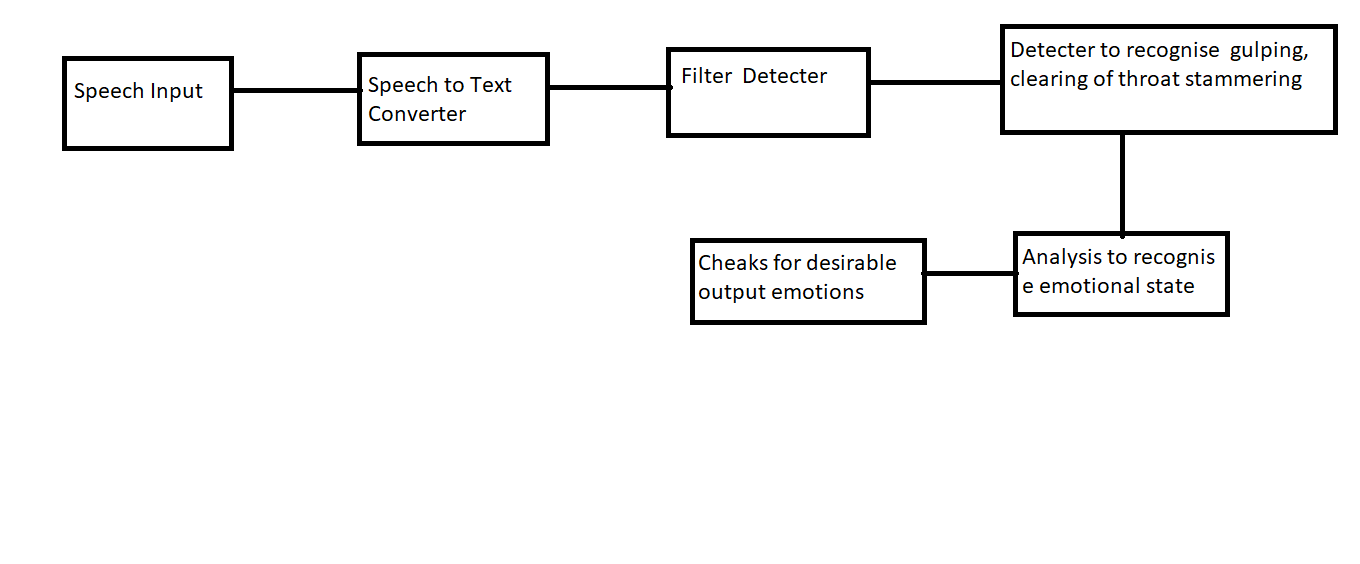 Speech Input
Speech to Text
Converter
Filter  Detecter
Detecter to recognise  gulping,
clearing of throat stammering
Analysis to recognis
e emotional state
Cheaks for desirable
output emotions